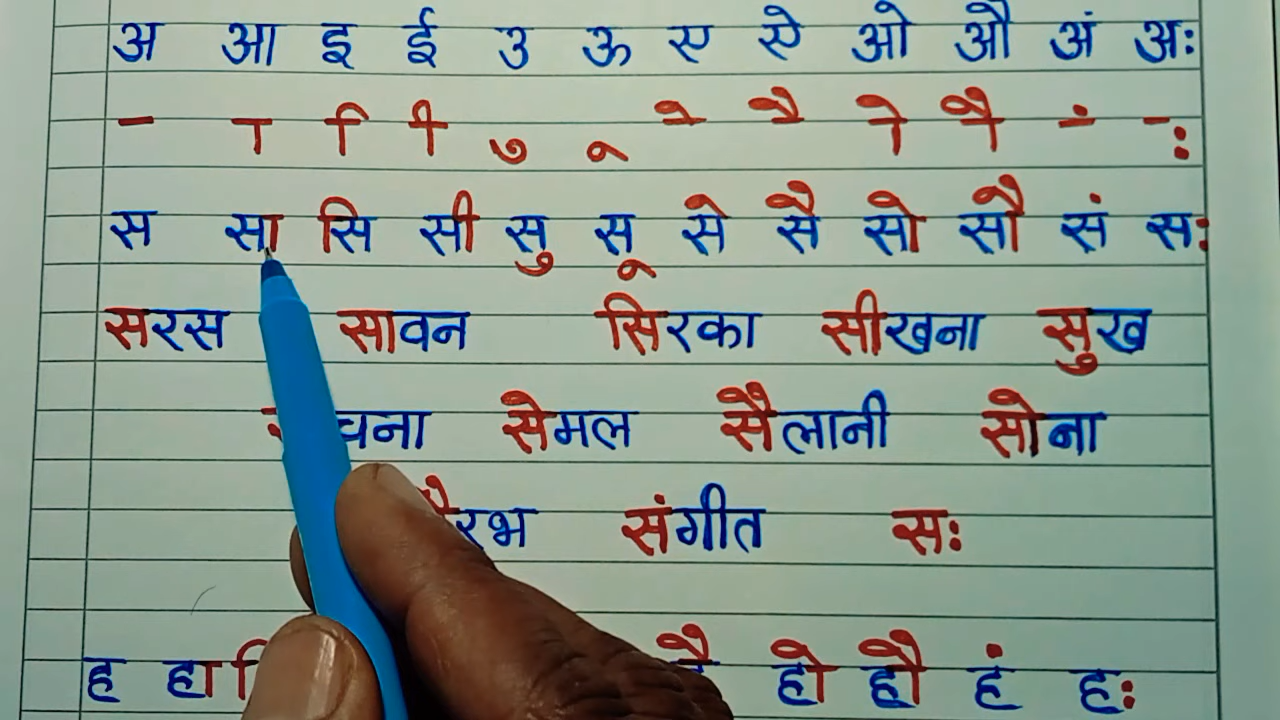 अ आ इ ई उ ऊ ए ऐ ओ औ अं अः
- ा ि ी ु ू े ै ो ौ ं ः
स सा सि सी सु सू से सै सो सौ सं सः
सरस सावन सिरका सीखना सुख
सेमल सैलानी सोना
संगीत सः
ह हा हो हौ हं हः